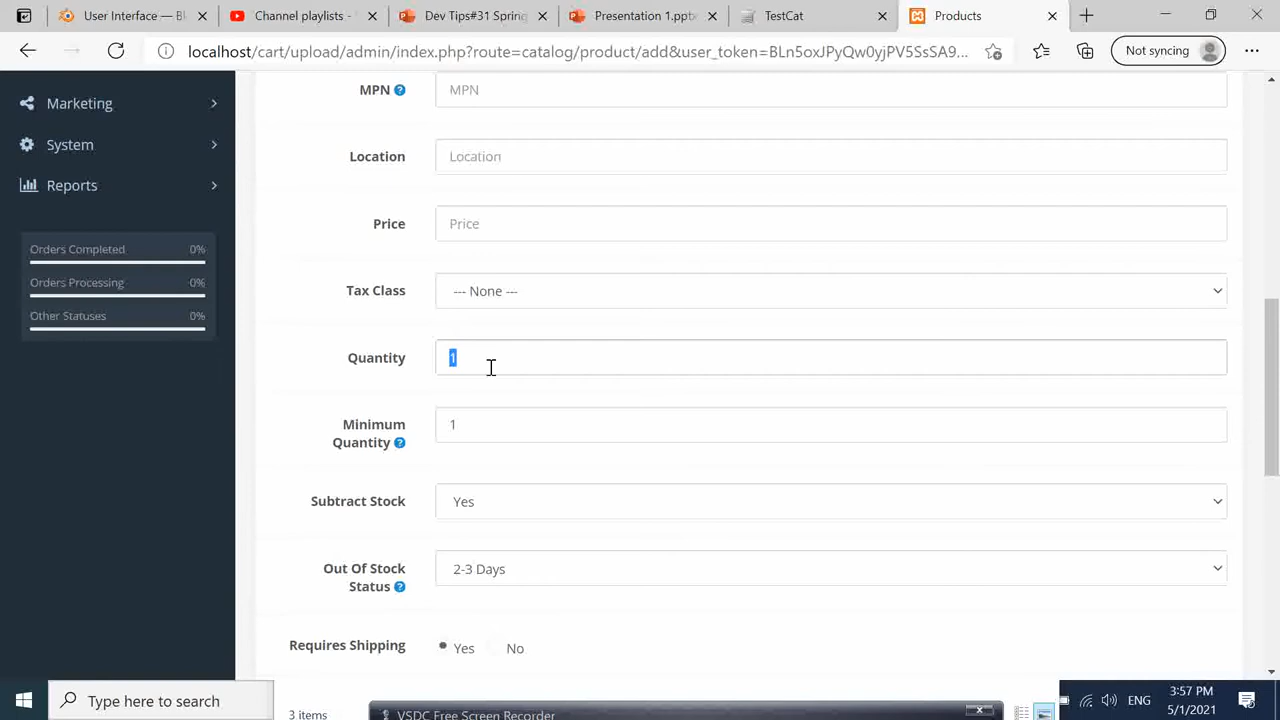 User Interface — Bl
Channel playlists -
Dev Tips#31 Spring
Presentation 1.pptx
TestCat
Products
localhost/cart/upload/admin/index.php?route=catalog/product/add&user_token=BLn5oxJPyQw0yjPV5SsSA9...
Not syncing
Marketing
System
Reports
Orders Completed 0%
Orders Processing 0%
Other Statuses 0%
MPN
MPN
Location
Location
Price
Price
Tax Class
--- None ---
Quantity
1
Minimum
Quantity
1
Subtract Stock
Yes
Out Of Stock
Status
2-3 Days
Requires Shipping
Yes
No
Type here to search
3 items
VSDC Free Screen Recorder
ENG
3:57 PM
5/1/2021